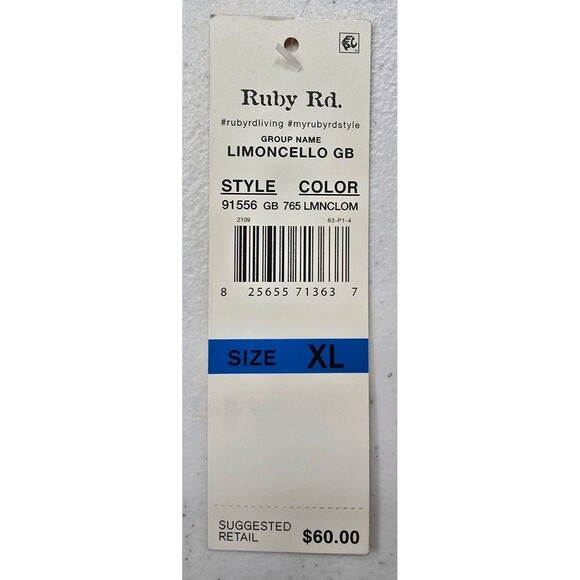 Ruby Rd.
#rubyrdliving #myrubyrdstyle
GROUP NAME
LIMONCELLO GB
STYLE COLOR
91556 GB 765 LMNCLOM
2109 63-P1-4
8 25655 71363 7
SIZE XL
SUGGESTED
RETAIL $60.00